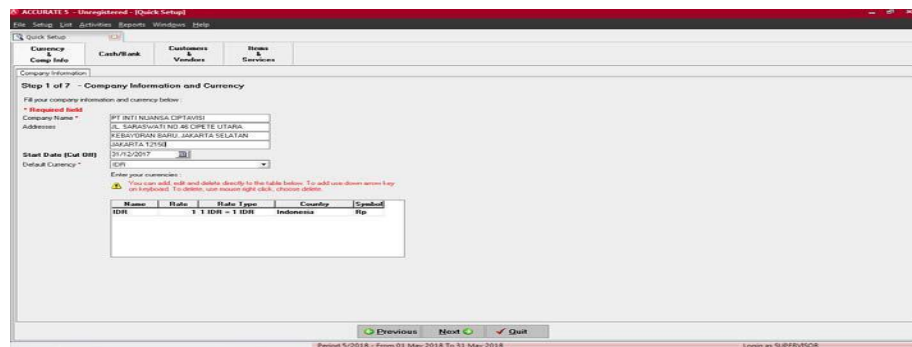 ACCURATE 5 - Unregistered - [Quick Setup]
File Setup List Activities Reports Windows Help
Quick Setup
Currency & Comp Info
Cash/Bank
Customers & Vendors
Items & Services
Company Information
Step 1 of 7 - Company Information and Currency
Fill your company information and currency below :
* Required field
Company Name * PT INTI NUANSA CIPTAVISI
Addresses JL. SARASWATI NO.46 CIPETE UTARA
KEBAYORAN BARU, JAKARTA SELATAN
JAKARTA 12150
Start Date (Cut Off) 31/12/2017
Default Currency * IDR
Enter your currencies :
You can add, edit and delete directly to the table below. To add use down arrow key
on keyboard. To delete, use mouse right click, choose delete.
Name Rate Rate Type Country Symbol
IDR 1 1 IDR = 1 IDR Indonesia Rp
Previous Next Quit
Period 5/2018 - From 01 May 2018 To 31 May 2018 Login as SUPERVISOR